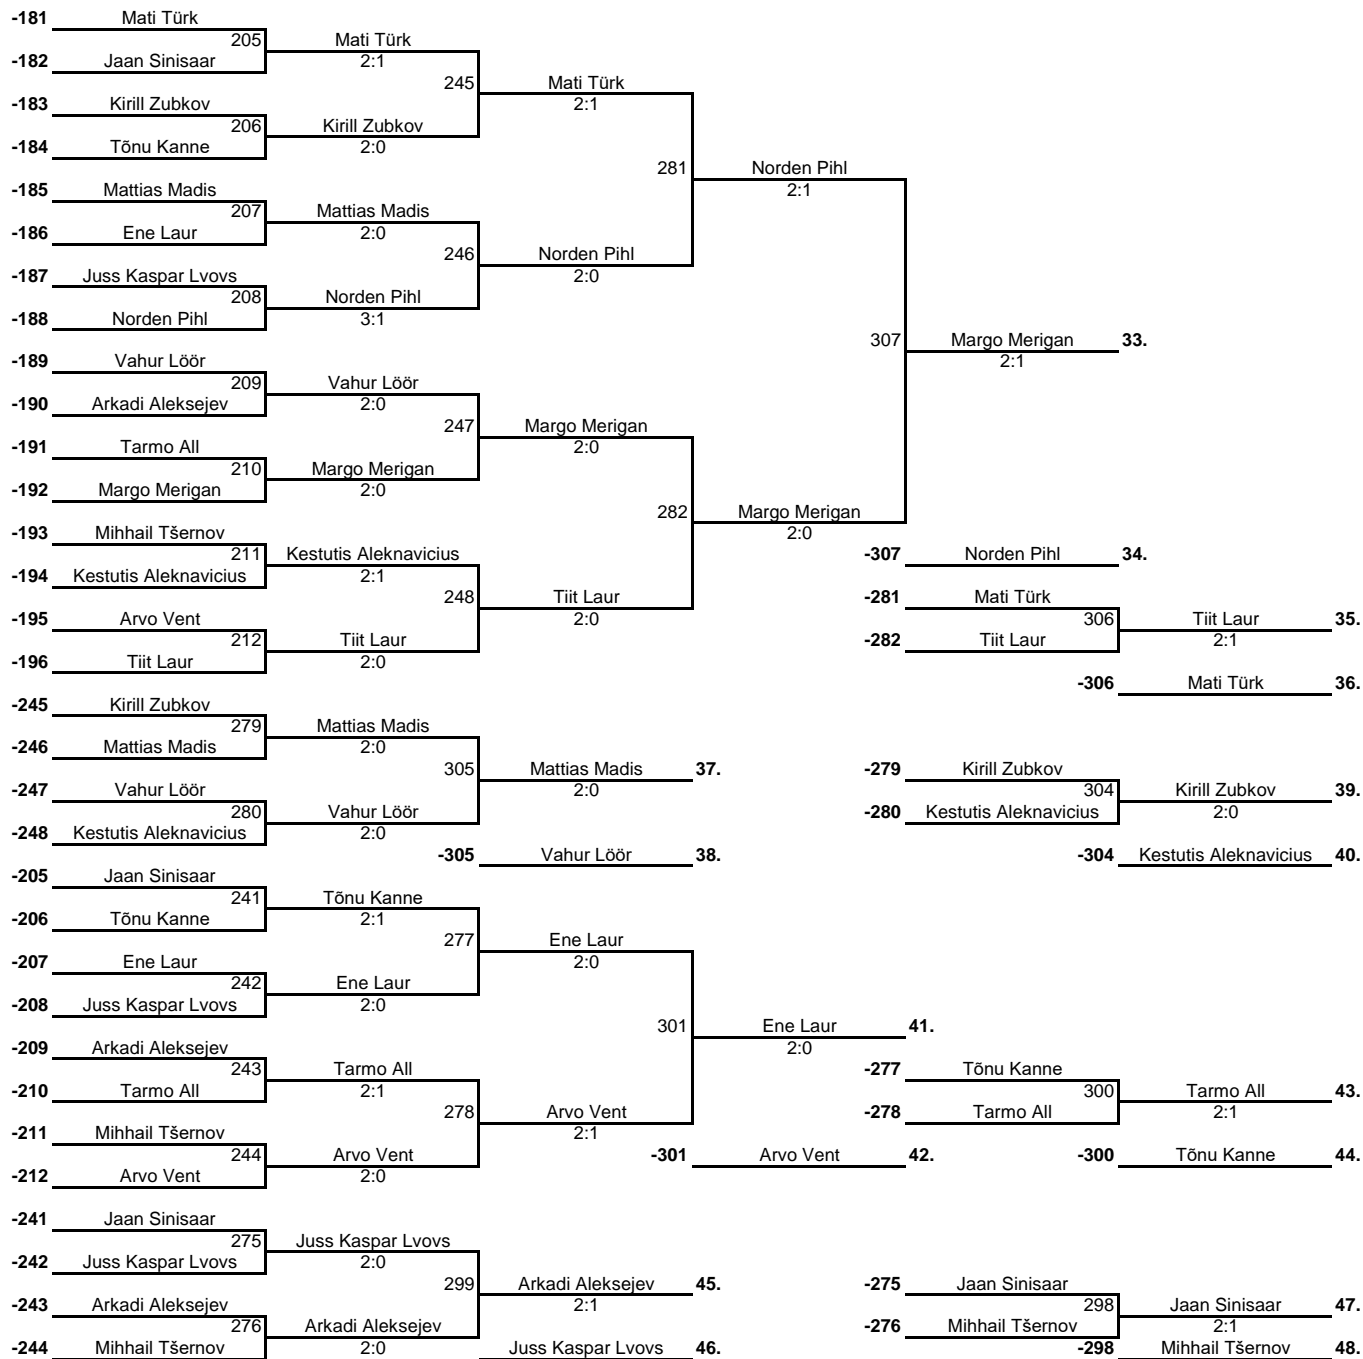 -181 Mati Türk
205 Mati Türk
-182 Jaan Sinisaar 2:1
245 Mati Türk
-183 Kirill Zubkov 2:1
206 Kirill Zubkov
-184 Tõnu Kanne 2:0
281 Norden Pihl
-185 Mattias Madis 2:1
207 Mattias Madis
-186 Ene Laur 2:0
246 Norden Pihl
-187 Juss Kaspar Lvovs 2:0
208 Norden Pihl
-188 Norden Pihl 3:1
307 Margo Merigan 33.
-189 Vahur Löör 2:1
209 Vahur Löör
-190 Arkadi Aleksejev 2:0
247 Margo Merigan
-191 Tarmo All 2:0
210 Margo Merigan
-192 Margo Merigan 2:0
282 Margo Merigan
-193 Mihhail Tšernov 2:0
211 Kestutis Aleknavicius -307 Norden Pihl 34.
-194 Kestutis Aleknavicius 2:1
248 Tiit Laur -281 Mati Türk
-195 Arvo Vent 2:0 306 Tiit Laur 35.
212 Tiit Laur -282 Tiit Laur 2:1
-196 Tiit Laur 2:0
-306 Mati Türk 36.
-245 Kirill Zubkov
279 Mattias Madis
-246 Mattias Madis 2:0
305 Mattias Madis 37. -279 Kirill Zubkov
-247 Vahur Löör 2:0 304 Kirill Zubkov 39.
280 Vahur Löör -280 Kestutis Aleknavicius 2:0
-248 Kestutis Aleknavicius 2:0
-305 Vahur Löör 38. -304 Kestutis Aleknavicius 40.
-205 Jaan Sinisaar
241 Tõnu Kanne
-206 Tõnu Kanne 2:1
277 Ene Laur
-207 Ene Laur 2:0
242 Ene Laur
-208 Juss Kaspar Lvovs 2:0
301 Ene Laur 41.
-209 Arkadi Aleksejev 2:0
243 Tarmo All -277 Tõnu Kanne
-210 Tarmo All 2:1 300 Tarmo All 43.
278 Arvo Vent -278 Tarmo All 2:1
-211 Mihhail Tšernov 2:1
244 Arvo Vent -301 Arvo Vent 42. -300 Tõnu Kanne 44.
-212 Arvo Vent 2:0
-241 Jaan Sinisaar
275 Juss Kaspar Lvovs
-242 Juss Kaspar Lvovs 2:0
299 Arkadi Aleksejev 45. -275 Jaan Sinisaar
-243 Arkadi Aleksejev 2:1 298 Jaan Sinisaar 47.
276 Arkadi Aleksejev -276 Mihhail Tšernov 2:1
-244 Mihhail Tšernov 2:0 Juss Kaspar Lvovs 46. -298 Mihhail Tšernov 48.